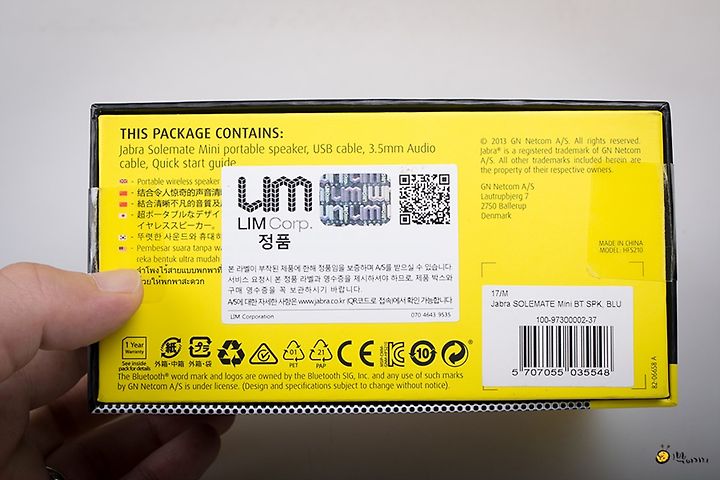 THIS PACKAGE CONTAINS:
Jabra Solemate Mini portable speaker, USB cable, 3.5mm Audio
cable, Quick start guide
Portable wireless speaker
结合令人惊奇的声音清
結合清晰不凡的音質及
超ポータブルなデザイ
イヤレススピーカー。
뚜렷한 사운드와 휴대
Pembesar suara tanpa wa
reka bentuk ultra mudah
LIM
LIM Corp.
정품
본 라벨이 부착된 제품에 한해 정품임을 보증하며 A/S를 받으실 수 있습니다
서비스 요청시 본 정품 라벨과 영수증을 제시하셔야 하므로, 제품 박스와
구매 영수증을 꼭 보관하시기 바랍니다.
A/S에 대한 자세한 사항은 www.jabra.co.kr (QR코드로 접속)에서 확인 가능합니다
LIM Corporation
070 4643 9535
© 2013 GN Netcom A/S. All rights reserved.
Jabra® is a registered trademark of GN Netcom
A/S. All other trademarks included herein are
the property of their respective owners.
GN Netcom A/S
Lautrupbjerg 7
2750 Ballerup
Denmark
MADE IN CHINA
MODEL: HFS210
17/M
Jabra SOLEMATE Mini BT SPK, BLU
100-97300002-37
5 707055 035548
82-06658 A
1 Year
Warranty
See inside pack
for details
紙
外箱・中箱
プラ
外箱・袋
01
PET
21
PAP
CE
10
The Bluetooth® word mark and logos are owned by the Bluetooth SIG, Inc. and any use of such marks
by GN Netcom A/S is under license. (Design and specifications subject to change without notice).